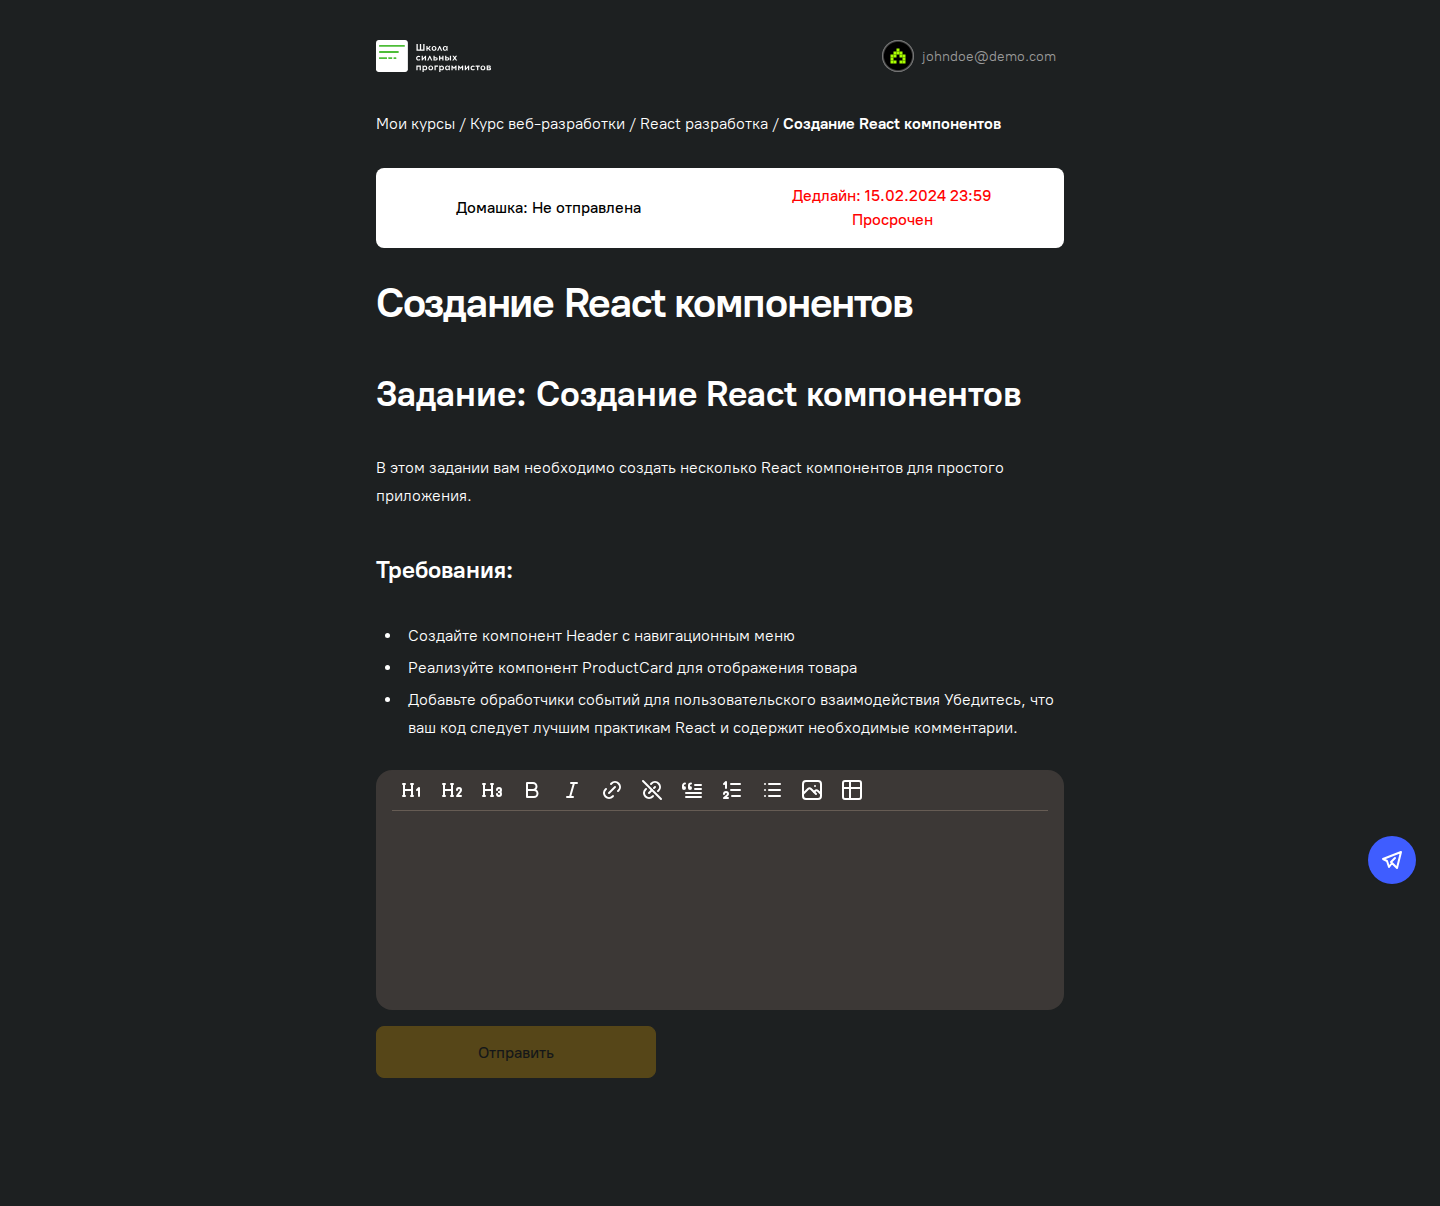 Школа
сильных
программистов
johndoe@demo.com
Мои курсы / Курс веб-разработки / React разработка / Создание React компонентов
Домашка: Не отправлена
Дедлайн: 15.02.2024 23:59
Просрочен
Создание React компонентов
Задание: Создание React компонентов
В этом задании вам необходимо создать несколько React компонентов для простого
приложения.
Требования:
Создайте компонент Header с навигационным меню
Реализуйте компонент ProductCard для отображения товара
Добавьте обработчики событий для пользовательского взаимодействия Убедитесь, что
ваш код следует лучшим практикам React и содержит необходимые комментарии.
H1 H2 H3 B I
Отправить